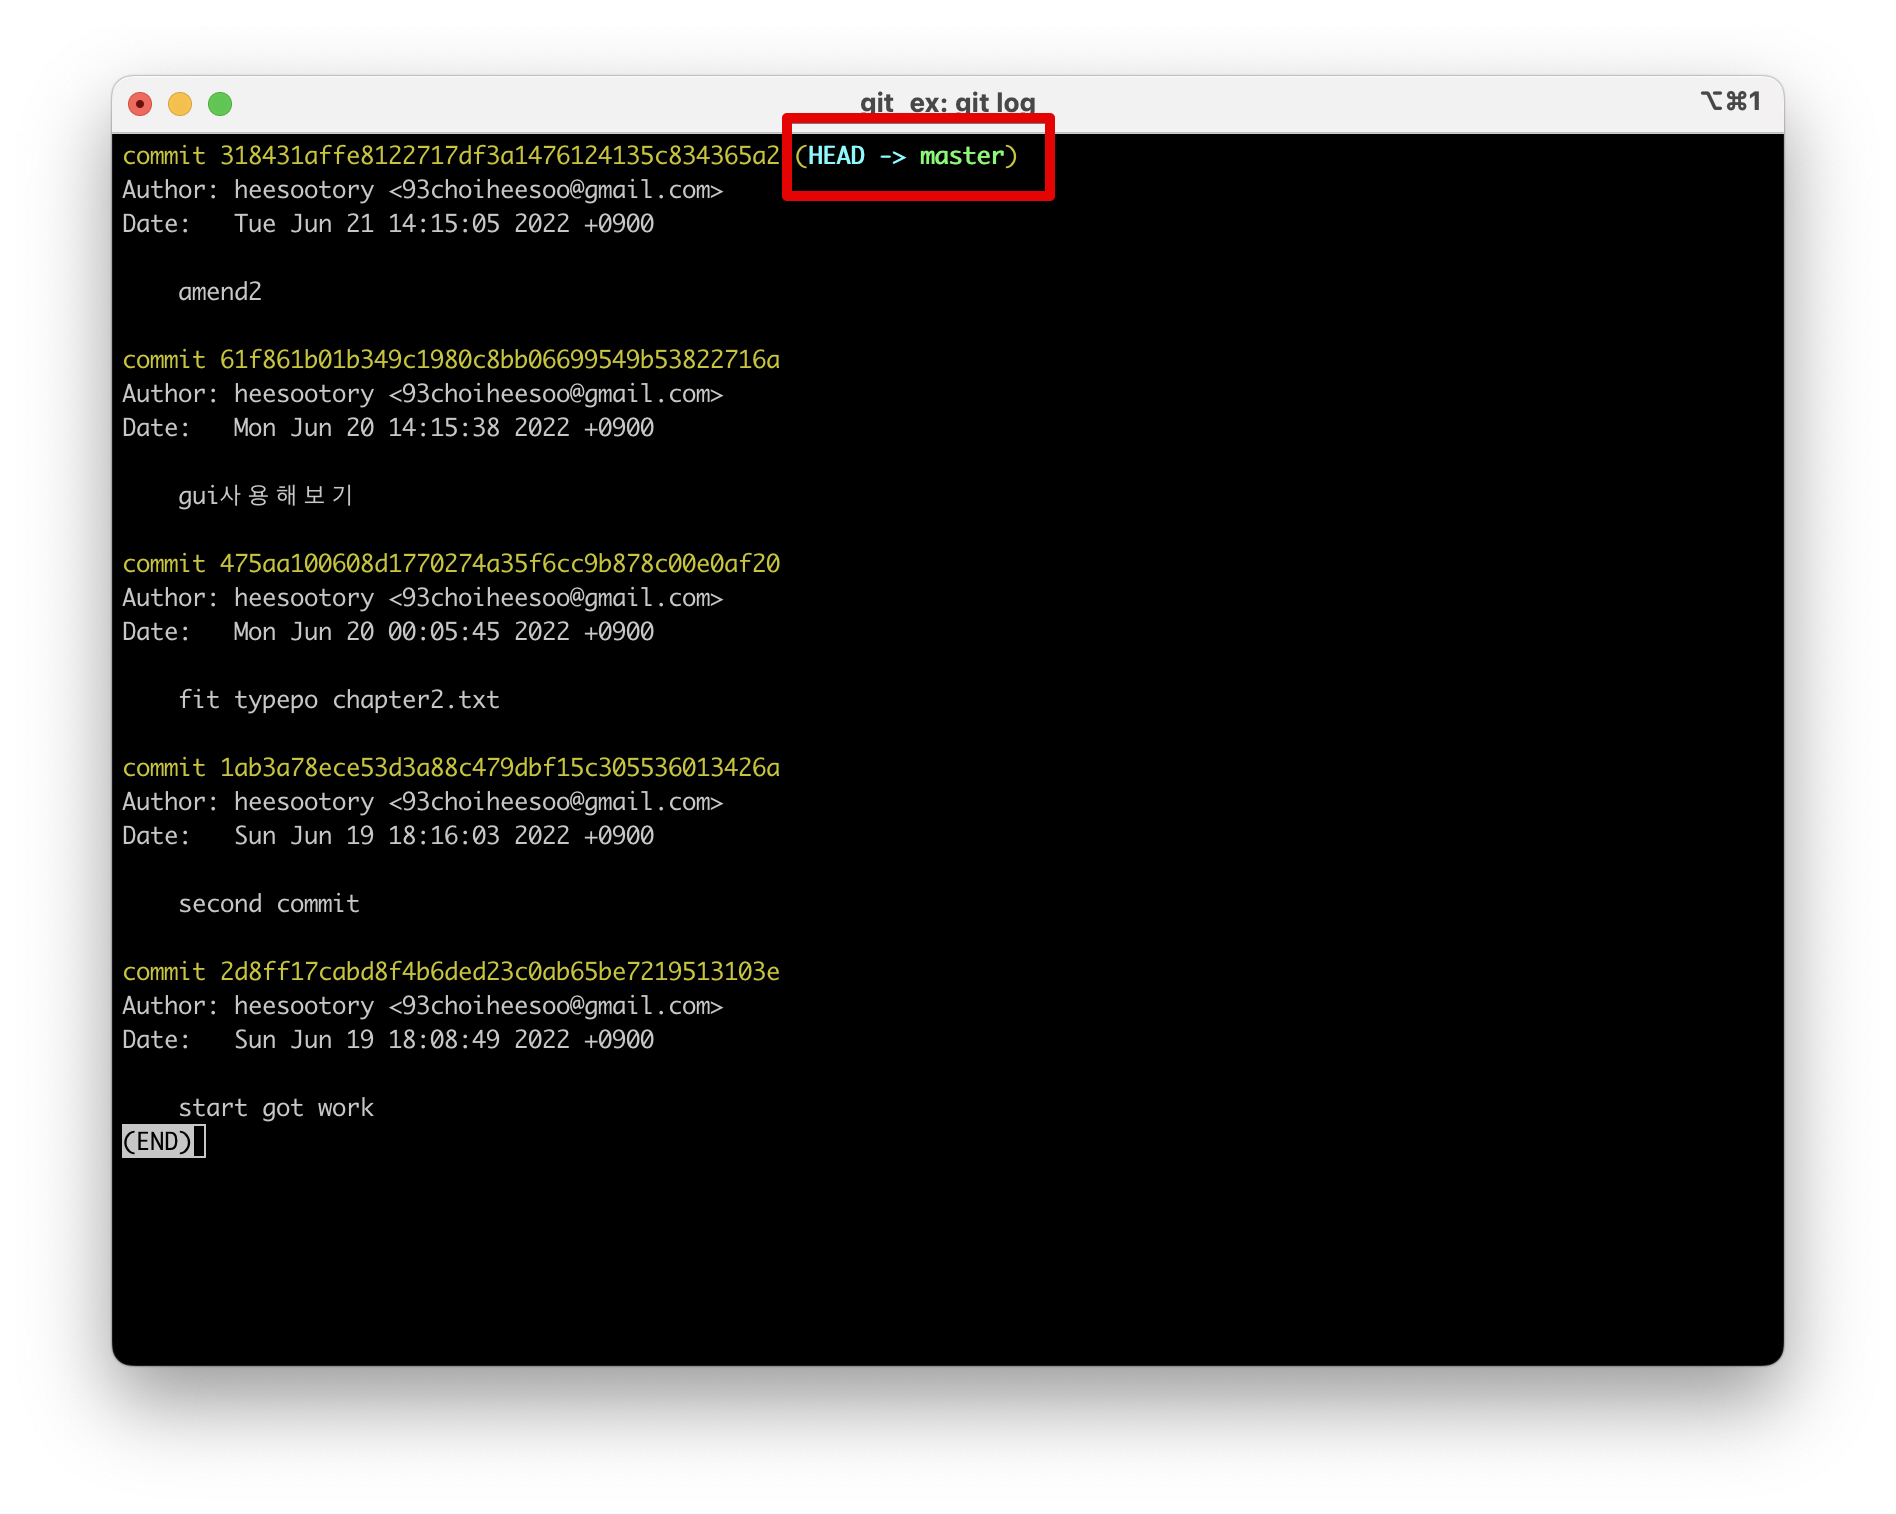 git_ex: git log
⌥⌘1
commit 318431affe8122717df3a1476124135c834365a2 (HEAD -> master)
Author: heesootory <93choiheesoo@gmail.com>
Date:   Tue Jun 21 14:15:05 2022 +0900
    amend2
commit 61f861b01b349c1980c8bb06699549b53822716a
Author: heesootory <93choiheesoo@gmail.com>
Date:   Mon Jun 20 14:15:38 2022 +0900
    gui사용해보기
commit 475aa100608d1770274a35f6cc9b878c00e0af20
Author: heesootory <93choiheesoo@gmail.com>
Date:   Mon Jun 20 00:05:45 2022 +0900
    fit typepo chapter2.txt
commit 1ab3a78ece53d3a88c479dbf15c305536013426a
Author: heesootory <93choiheesoo@gmail.com>
Date:   Sun Jun 19 18:16:03 2022 +0900
    second commit
commit 2d8ff17cabd8f4b6ded23c0ab65be7219513103e
Author: heesootory <93choiheesoo@gmail.com>
Date:   Sun Jun 19 18:08:49 2022 +0900
    start got work
(END)